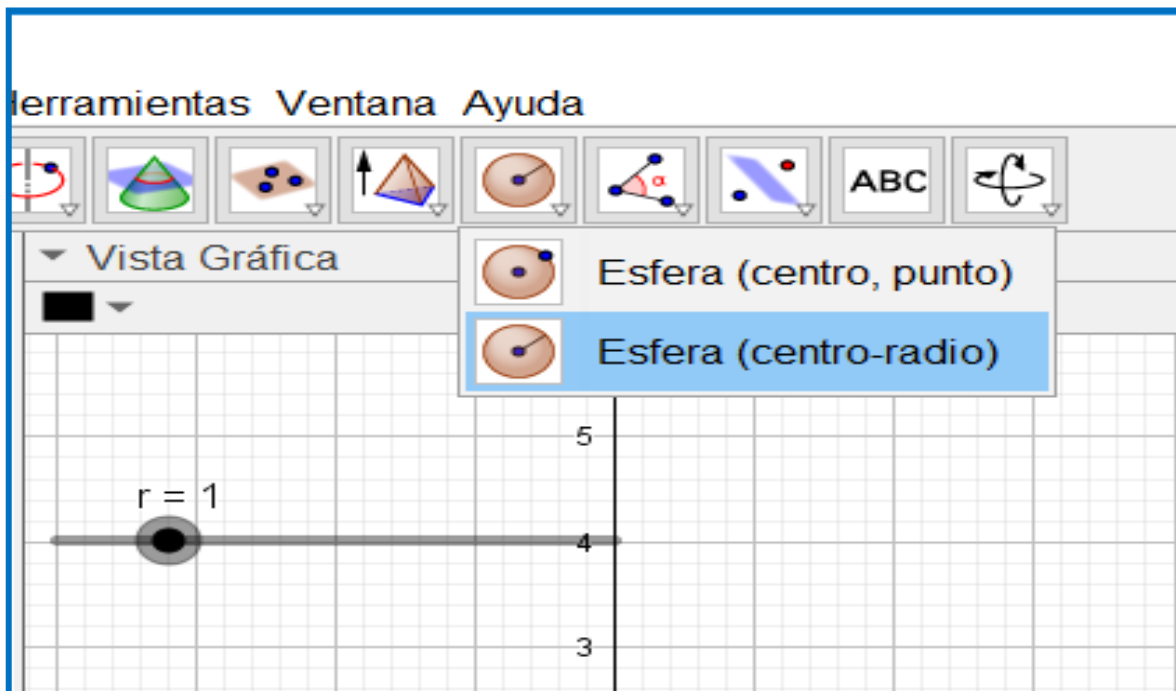 Herramientas Ventana Ayuda
α
ABC
Vista Gráfica
Esfera (centro, punto)
Esfera (centro-radio)
5
r = 1
4
3